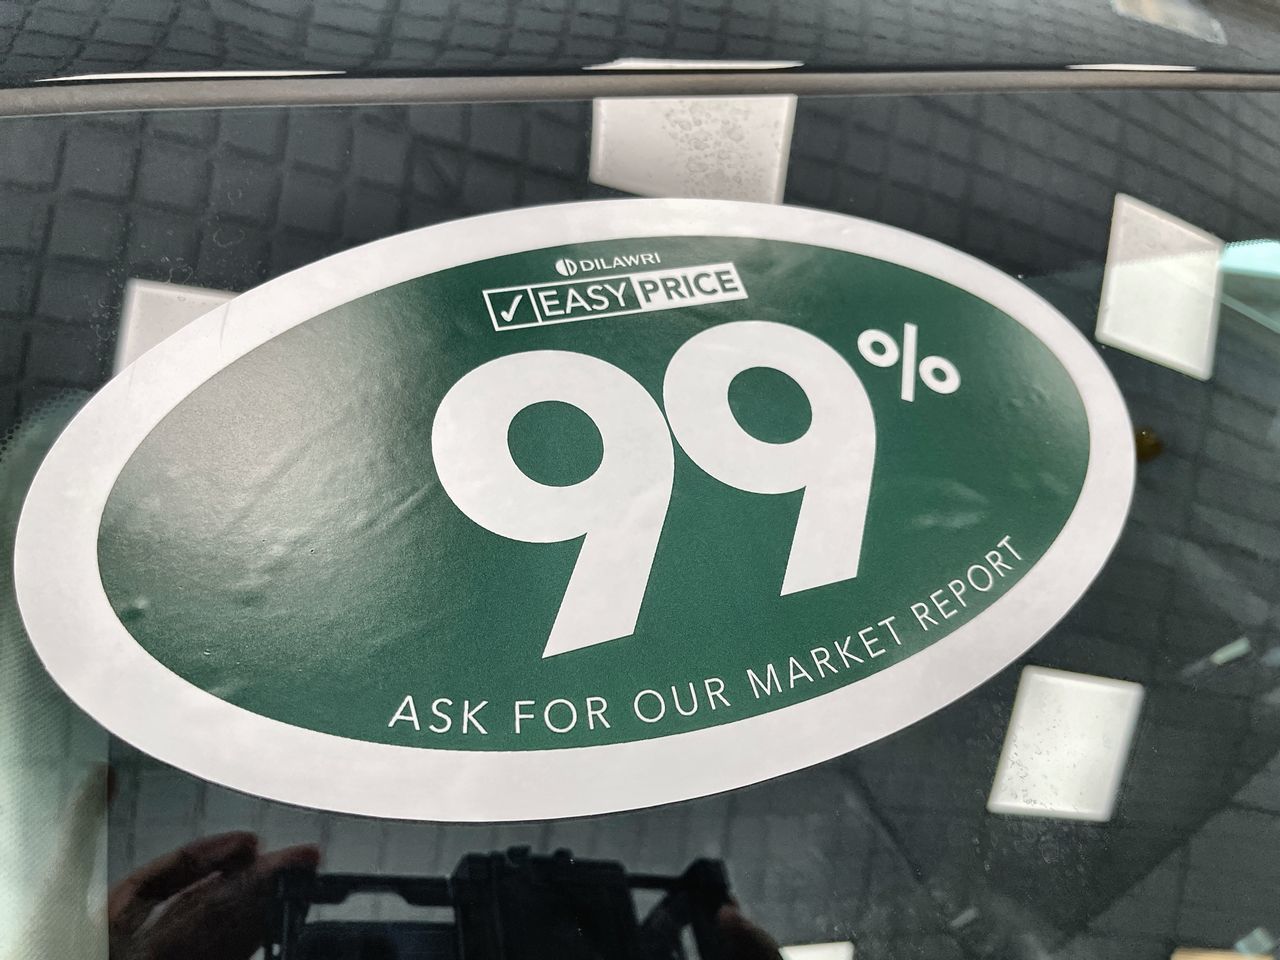 DILAWRI
✓ EASY PRICE
99%
ASK FOR OUR MARKET REPORT